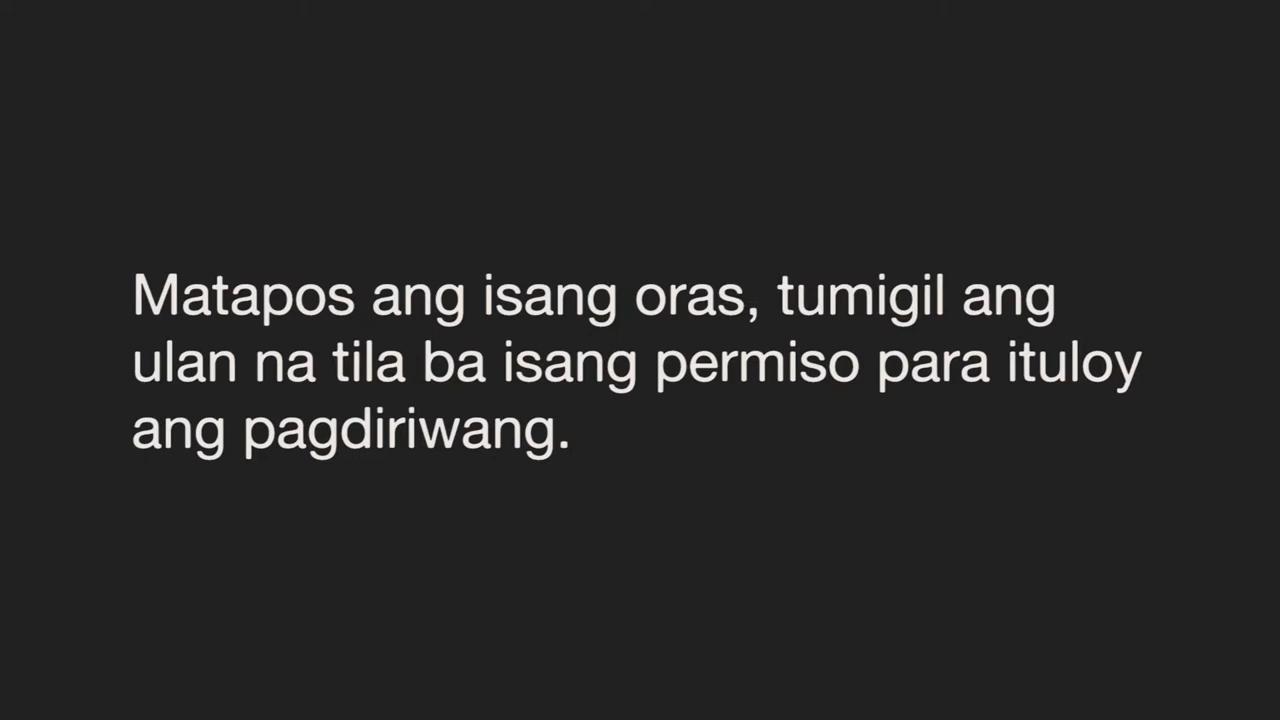 Matapos ang isang oras, tumigil ang
ulan na tila ba isang permiso para ituloy
ang pagdiriwang.